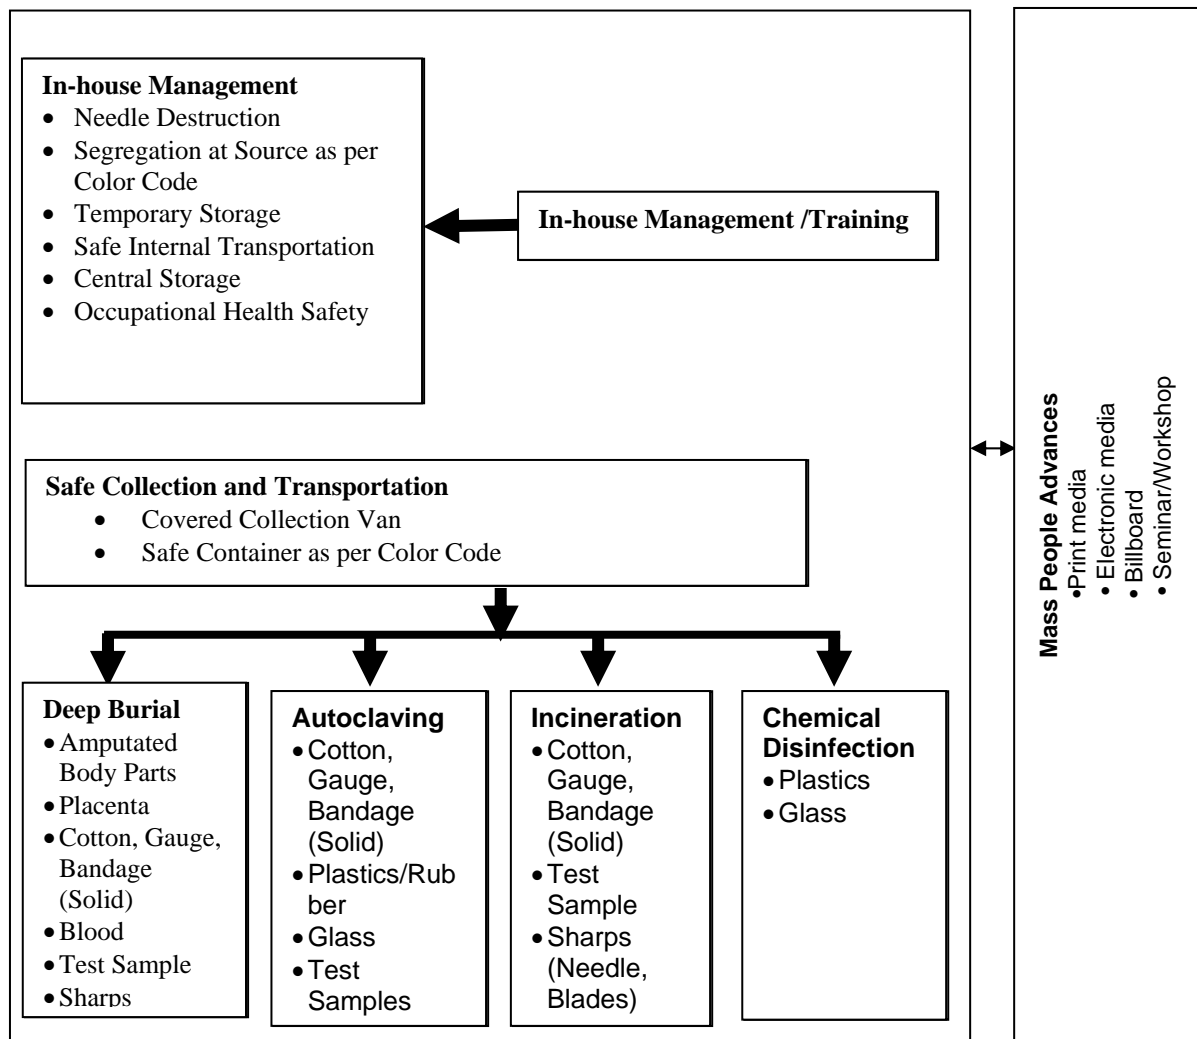 In-house Management
• Needle Destruction
• Segregation at Source as per
Color Code
• Temporary Storage
• Safe Internal Transportation
• Central Storage
• Occupational Health Safety
In-house Management /Training
Safe Collection and Transportation
• Covered Collection Van
• Safe Container as per Color Code
Deep Burial
• Amputated
Body Parts
• Placenta
• Cotton, Gauge,
Bandage
(Solid)
• Blood
• Test Sample
• Sharps
Autoclaving
• Cotton,
Gauge,
Bandage
(Solid)
• Plastics/Rub
ber
• Glass
• Test
Samples
Incineration
• Cotton,
Gauge,
Bandage
(Solid)
• Test
Sample
• Sharps
(Needle,
Blades)
Chemical
Disinfection
• Plastics
• Glass
Mass People Advances
•Print media
• Electronic media
• Billboard
• Seminar/Workshop